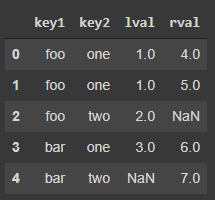 key1 key2 lval rval
0 foo one 1.0 4.0
1 foo one 1.0 5.0
2 foo two 2.0 NaN
3 bar one 3.0 6.0
4 bar two NaN 7.0